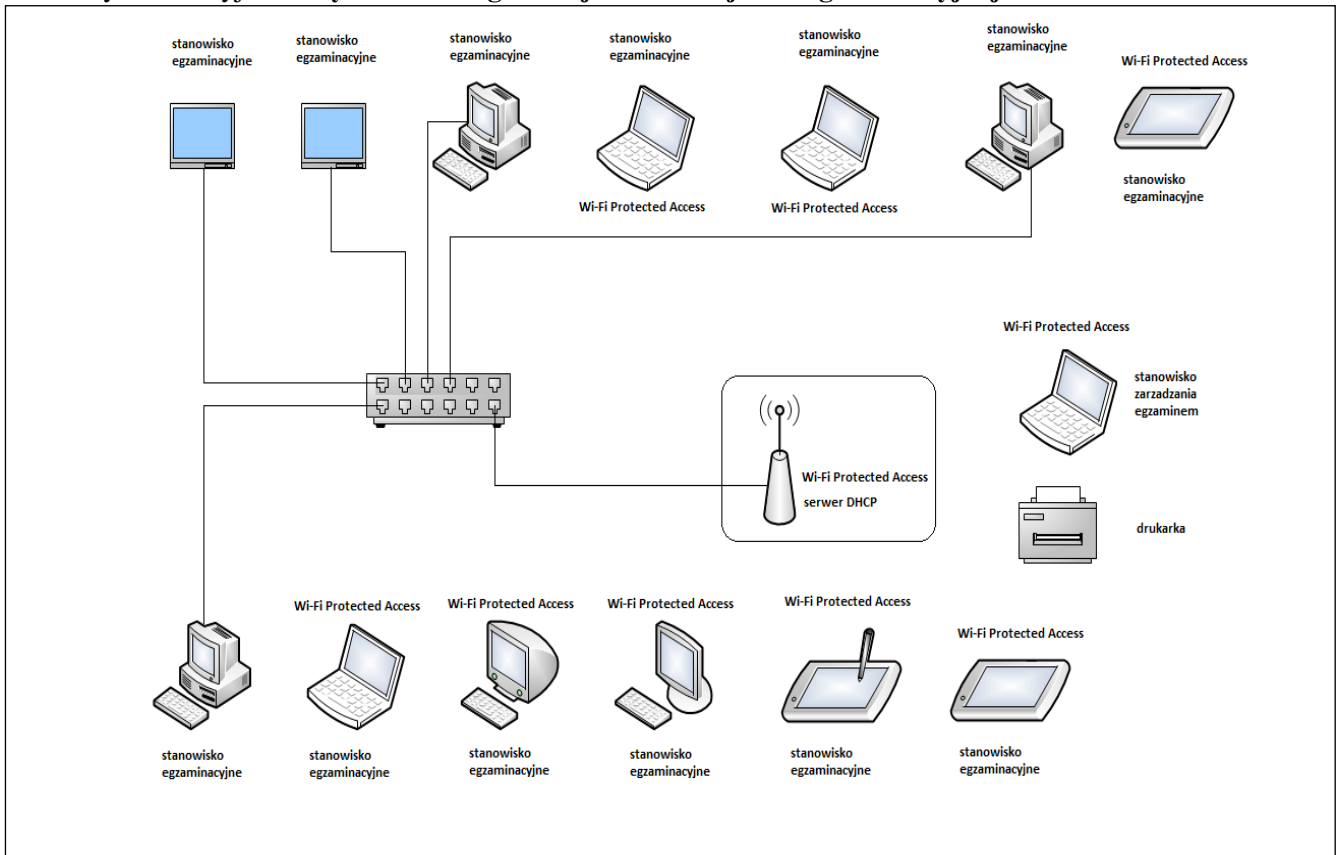 stanowisko
egzaminacyjne
stanowisko
egzaminacyjne
stanowisko
egzaminacyjne
stanowisko
egzaminacyjne
stanowisko
egzaminacyjne
stanowisko
egzaminacyjne
Wi-Fi Protected Access
stanowisko
egzaminacyjne
Wi-Fi Protected Access
Wi-Fi Protected Access
Wi-Fi Protected Access
stanowisko
zarzadzania
egzaminem
Wi-Fi Protected Access
serwer DHCP
drukarka
Wi-Fi Protected Access
Wi-Fi Protected Access
Wi-Fi Protected Access
Wi-Fi Protected Access
Wi-Fi Protected Access
stanowisko
egzaminacyjne
stanowisko
egzaminacyjne
stanowisko
egzaminacyjne
stanowisko
egzaminacyjne
stanowisko
egzaminacyjne
stanowisko
egzaminacyjne